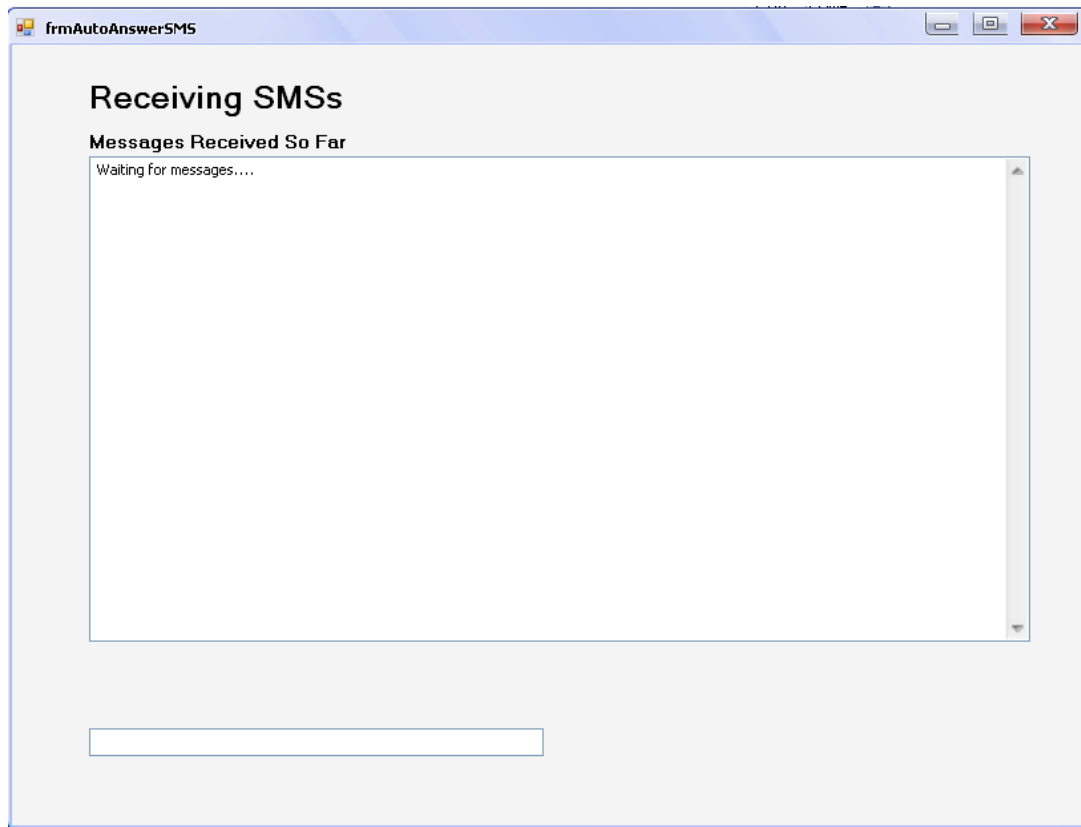 frmAutoAnswerSMS
Receiving SMSs
Messages Received So Far
Waiting for messages....